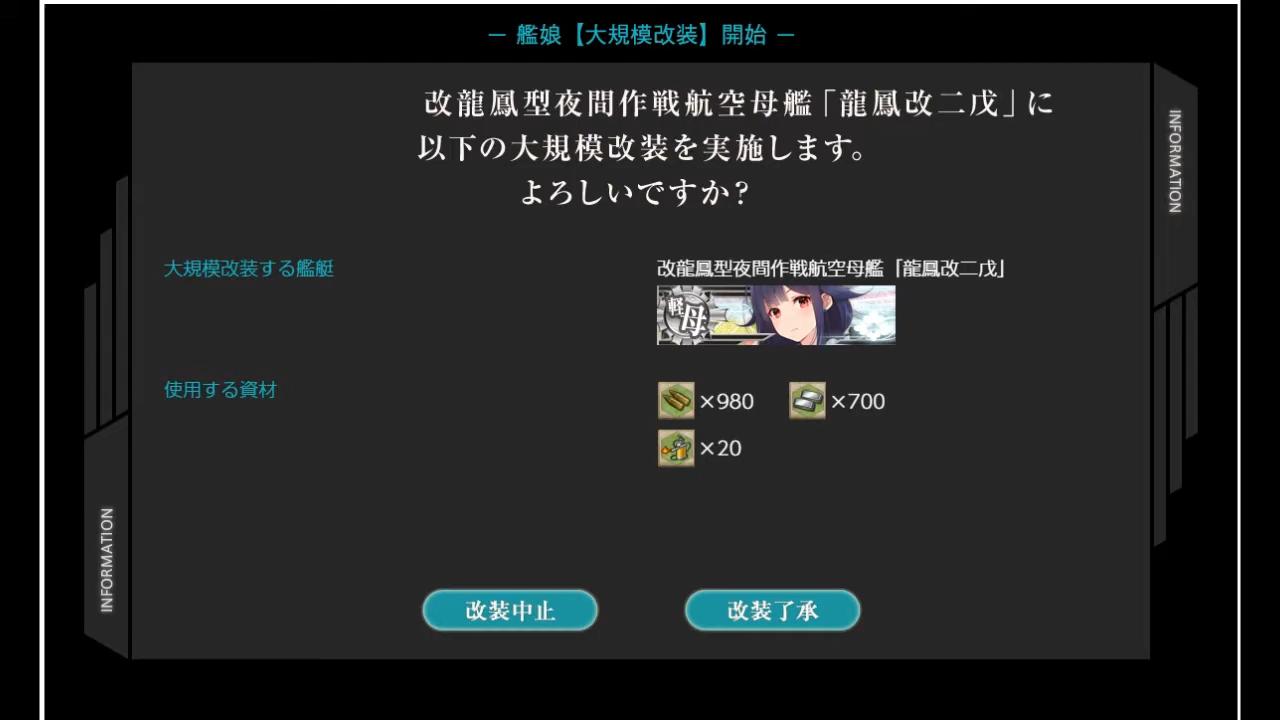 ― 艦娘【大規模改装】開始 ―
改龍鳳型夜間作戦航空母艦「龍鳳改二戊」に
以下の大規模改装を実施します。
よろしいですか?
INFORMATION
大規模改装する艦艇
改龍鳳型夜間作戦航空母艦「龍鳳改二戊」
軽母
使用する資材
×980
×700
×20
INFORMATION
改装中止
改装了承